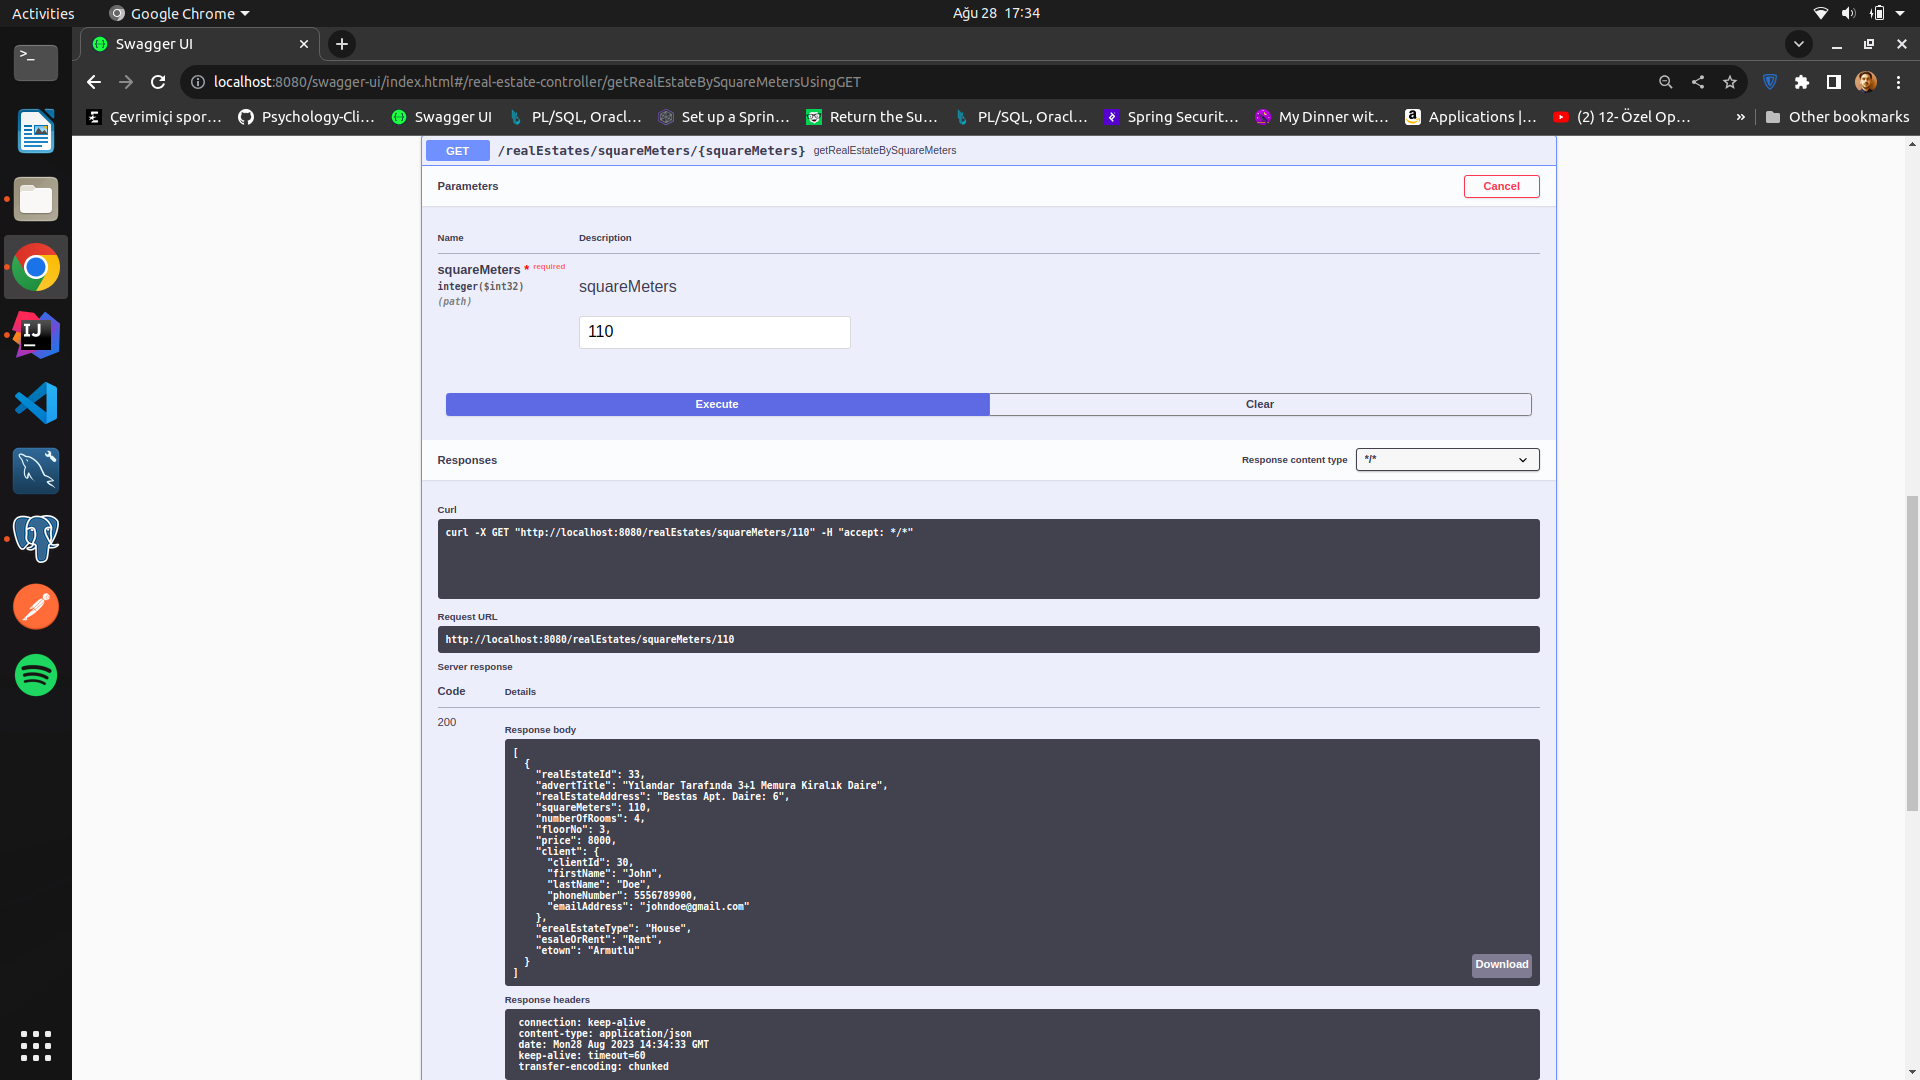 Activities
Google Chrome
Ağu 28 17:34
Swagger UI
localhost:8080/swagger-ui/index.html#/real-estate-controller/getRealEstateBySquareMetersUsingGET
Çevrimiçi spor…
Psychology-Cli…
Swagger UI
PL/SQL, Oracl…
Set up a Sprin…
Return the Su…
PL/SQL, Oracl…
Spring Securit…
My Dinner wit…
Applications |…
(2) 12- Özel Op…
»
Other bookmarks
GET /realEstates/squareMeters/{squareMeters} getRealEstateBySquareMeters
Parameters
Cancel
Name Description
squareMeters * required
integer($int32)
(path)
squareMeters
110
Execute
Clear
Responses
Response content type
*/*
Curl
curl -X GET "http://localhost:8080/realEstates/squareMeters/110" -H "accept: */*"
Request URL
http://localhost:8080/realEstates/squareMeters/110
Server response
Code Details
200
Response body
[
{
"realEstateId": 33,
"advertTitle": "Yılandar Tarafında 3+1 Memura Kiralık Daire",
"realEstateAddress": "Bestas Apt. Daire: 6",
"squareMeters": 110,
"numberOfRooms": 4,
"floorNo": 3,
"price": 8000,
"client": {
"clientId": 30,
"firstName": "John",
"lastName": "Doe",
"phoneNumber": 5556789900,
"emailAddress": "johndoe@gmail.com"
},
"erealEstateType": "House",
"esaleOrRent": "Rent",
"etown": "Armutlu"
}
]
Download
Response headers
connection: keep-alive
content-type: application/json
date: Mon28 Aug 2023 14:34:33 GMT
keep-alive: timeout=60
transfer-encoding: chunked
>_
IJ